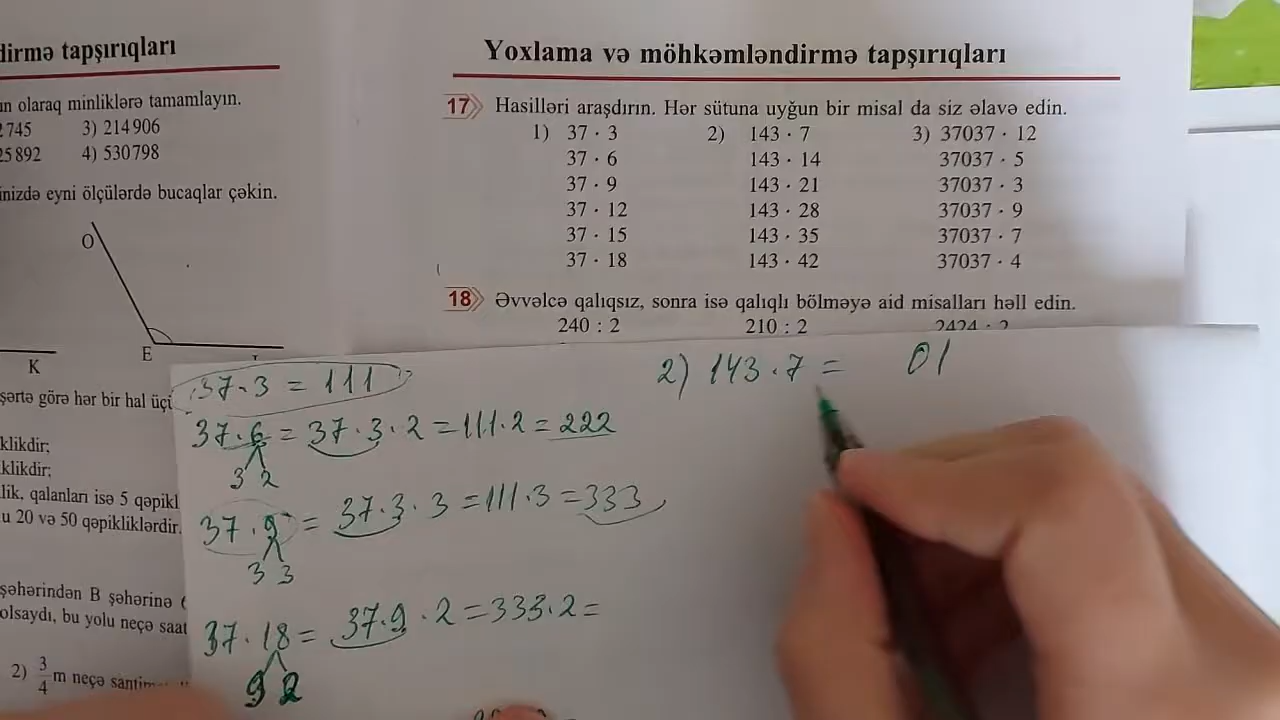 dirmə tapşırıqları
ın olaraq minliklərə tamamlayın.
2745 3) 214906
25892 4) 530798
inizdə eyni ölçülərdə bucaqlar çəkin.
O
E
K
şərtə görə hər bir hal üçü
klikdir;
klikdir;
lik, qalanları isə 5 qəpikl
u 20 və 50 qəpikliklərdir.
şəhərindən B şəhərinə
olsaydı, bu yolu neçə saat
2) 3/4 m neçə santim
Yoxlama və möhkəmləndirmə tapşırıqları
17 Hasilləri araşdırın. Hər sütuna uyğun bir misal da siz əlavə edin.
1) 37 · 3 2) 143 · 7 3) 37037 · 12
37 · 6 143 · 14 37037 · 5
37 · 9 143 · 21 37037 · 3
37 · 12 143 · 28 37037 · 9
37 · 15 143 · 35 37037 · 7
37 · 18 143 · 42 37037 · 4
18 Əvvəlcə qalıqsız, sonra isə qalıqlı bölməyə aid misalları həll edin.
240 : 2 210 : 2 2424 : 2
37·3 = 111
37·6 = 37·3·2 = 111·2 = 222
3 2
37·9 = 37·3·3 = 111·3 = 333
3 3
37·18 = 37·9·2 = 333·2 =
9 2
2) 143·7 = 01